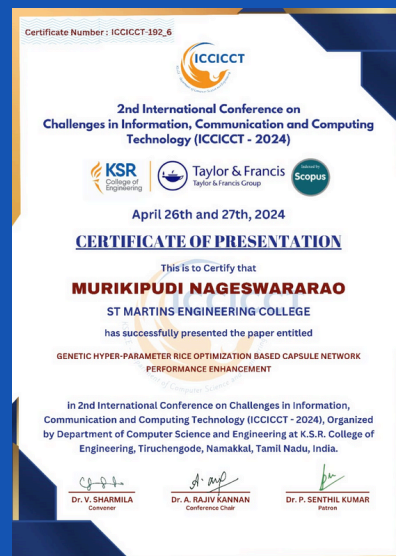 Certificate Number : ICCICCT-192_6
ICCICCT
2nd International Conference on
Challenges in Information, Communication and Computing
Technology (ICCICCT - 2024)
KSR
College of
Engineering
Taylor & Francis
Taylor & Francis Group
Indexed by
Scopus
April 26th and 27th, 2024
CERTIFICATE OF PRESENTATION
This is to Certify that
MURIKIPUDI NAGESWARARAO
ST MARTINS ENGINEERING COLLEGE
has successfully presented the paper entitled
GENETIC HYPER-PARAMETER RICE OPTIMIZATION BASED CAPSULE NETWORK
PERFORMANCE ENHANCEMENT
in 2nd International Conference on Challenges in Information,
Communication and Computing Technology (ICCICCT - 2024), Organized
by Department of Computer Science and Engineering at K.S.R. College of
Engineering, Tiruchengode, Namakkal, Tamil Nadu, India.
Dr. V. SHARMILA
Convener
Dr. A. RAJIV KANNAN
Conference Chair
Dr. P. SENTHIL KUMAR
Patron